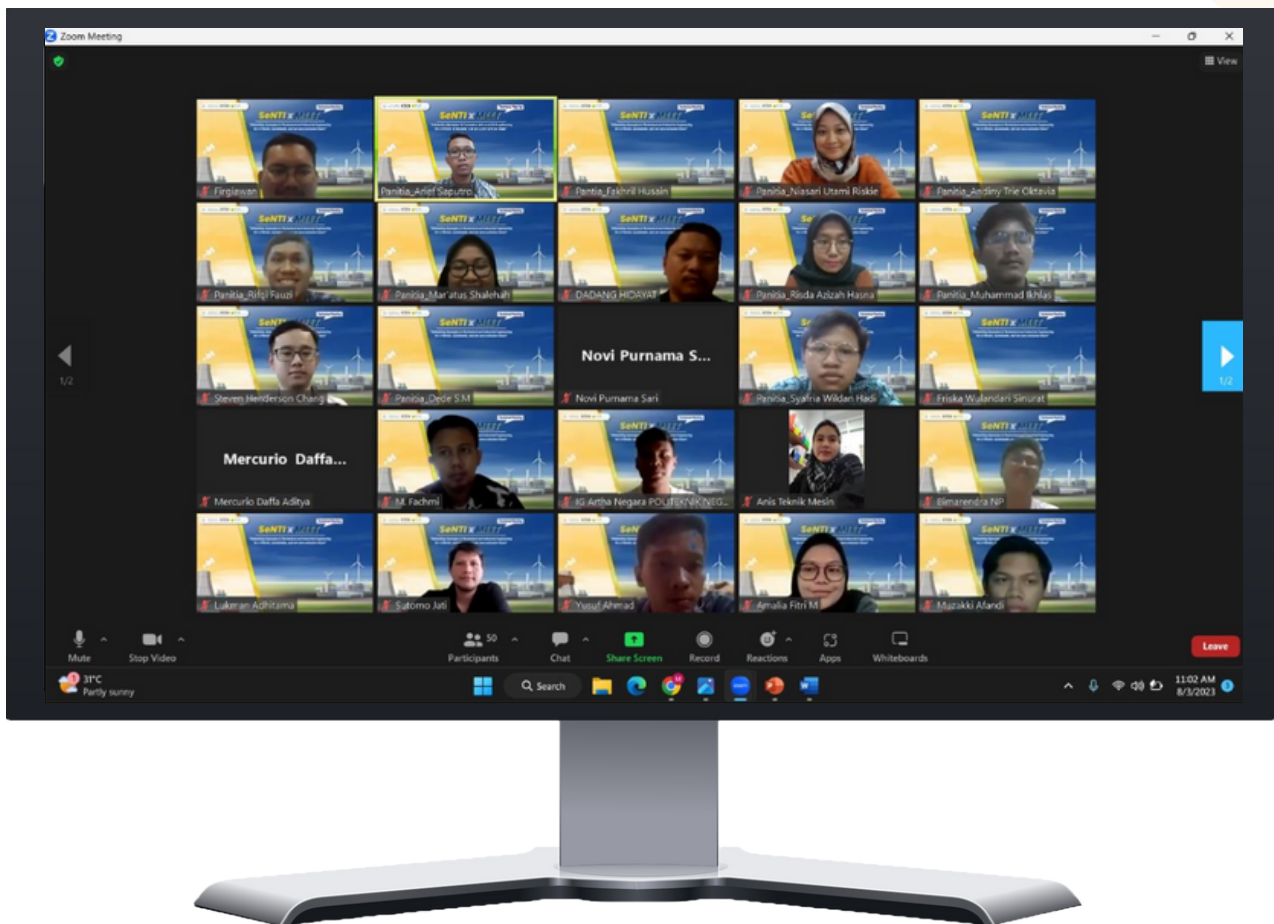 Zoom Meeting
View
SeNTI x MEET
Firgiawan
Panitia_Arief Saputro
Pantia_Fakhril Husain
Panitia_Niasari Utami Riskie
Panitia_Andiny Trie Oktavia
Panitia_Rifqi Fauzi
Panitia_Mar'atus Shalehah
DADANG HIDAYAT
Panitia_Risda Azizah Hasna
Panitia_Muhammad Ikhlas
1/2
Steven Henderson Chang
Panitia_Dede S.M
Novi Purnama S...
Novi Purnama Sari
Panitia_Syafria Wildan Hadi
Friska Wulandari Sinurat
1/2
Mercurio Daffa...
Mercurio Daffa Aditya
M. Fachmi
IG Artha Negara POLITEKNIK NEG...
Anis Teknik Mesin
Bimarendra NP
Lukman Adhitama
Sutomo Jati
Yusuf Ahmad
Amalia Fitri M
Muzakki Afandi
Mute
Stop Video
50
Participants
Chat
Share Screen
Record
Reactions
Apps
Whiteboards
Leave
31°C
Partly sunny
Search
11:02 AM
8/3/2023